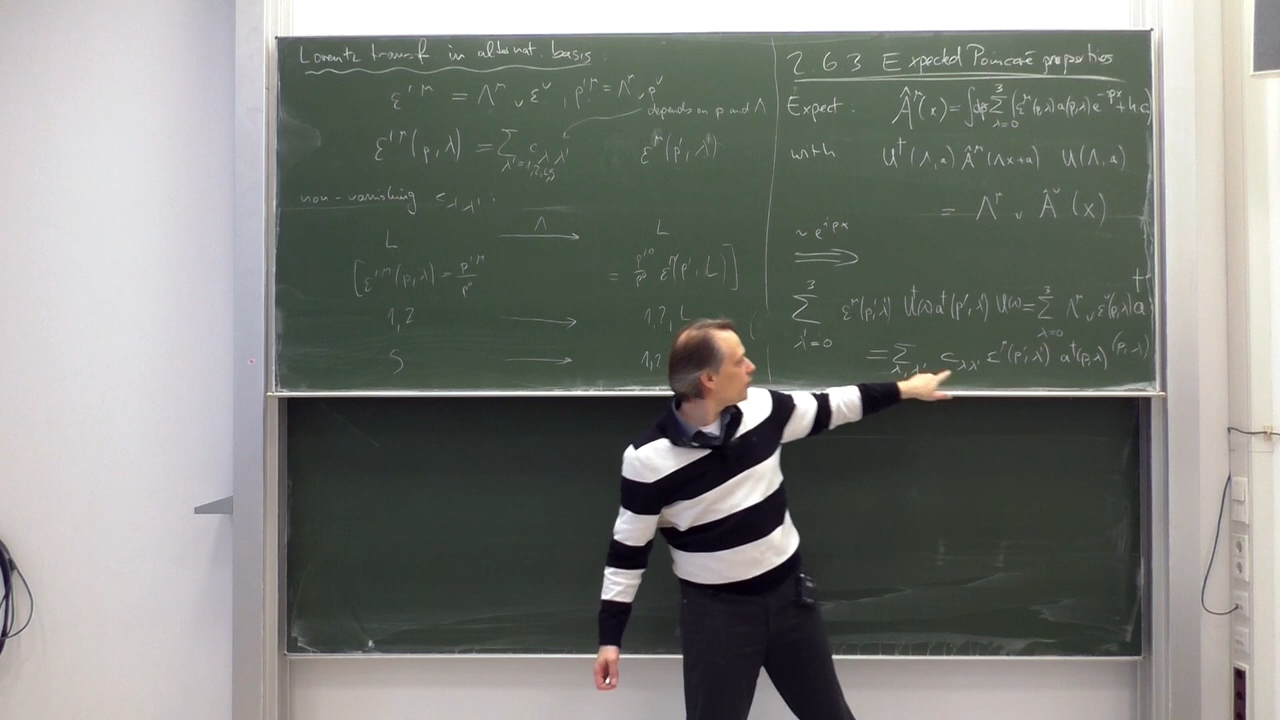 Lorentz transf in alternat. basis
ε'^μ = Λ^μ_ν ε^ν , p'^μ = Λ^μ_ν p^ν
depends on p and Λ
ε'^μ(p,λ) = Σ_{λ'=1,2,L,S} c_{λλ'} ε^μ(p',λ')
non-vanishing c_{λλ'} :
L →^Λ L
[ε'^μ(p,λ) = p'^μ/p^0 = p'^0/p^0 ε^μ(p',L)]
1,2 → 1,2,L
S → 1,2
2.6.3 Expected Poincaré properties
Expect: Â^μ(x) = ∫dp̃ Σ_{λ=0}^{3} (ε^μ(p,λ) a(p,λ) e^{-ipx} + h.c)
with U†(Λ,a) Â^μ(Λx+a) U(Λ,a)
= Λ^μ_ν Â^ν(x)
~ e^{ipx}
⟹
Σ_{λ'=0}^{3} ε^μ(p',λ') U†(Λ) a†(p',λ') U(Λ) = Σ_{λ=0}^{3} Λ^μ_ν ε^ν(p,λ) a†(p,λ)
= Σ_{λ,λ'} c_{λλ'} ε^μ(p',λ') a†(p,λ)